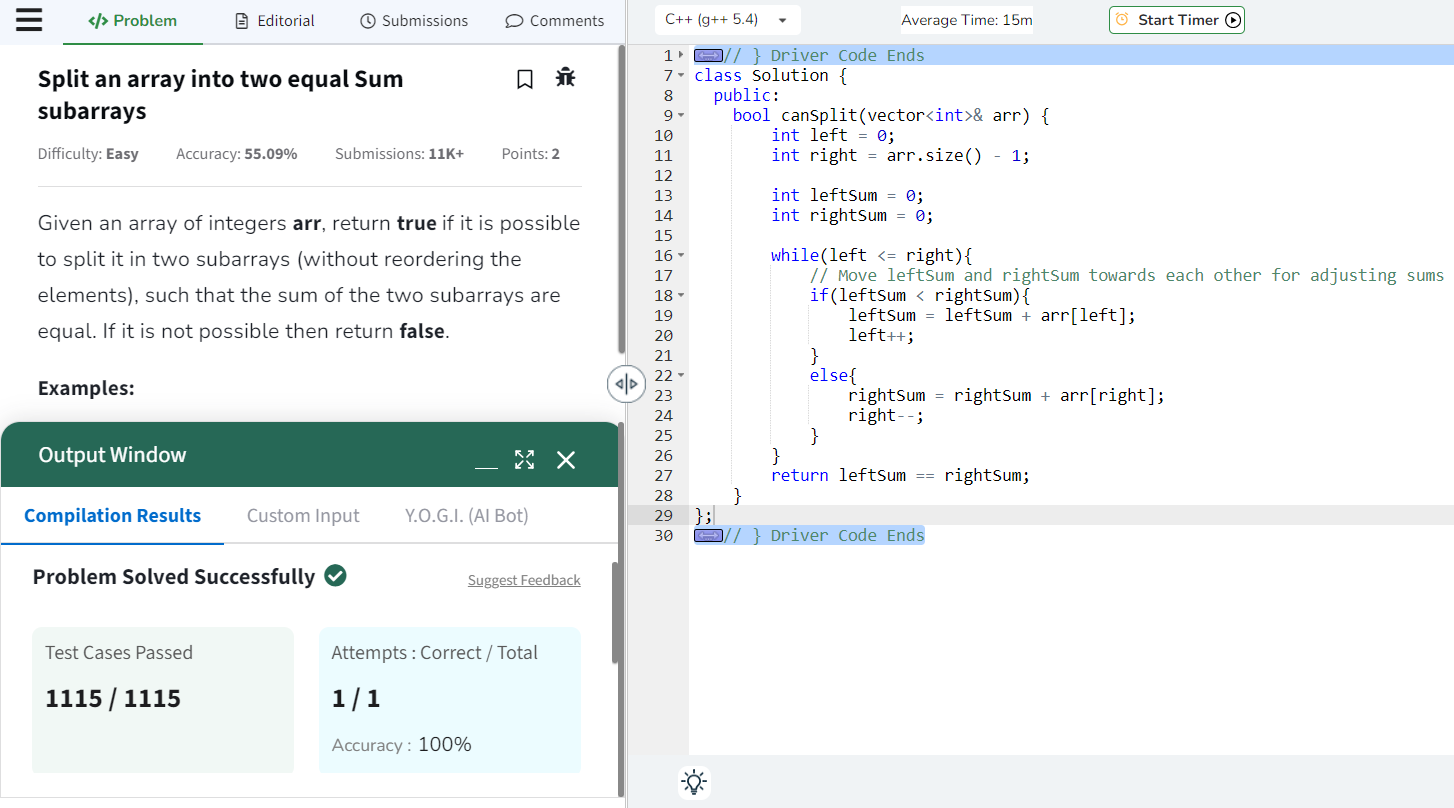 Problem
Editorial
Submissions
Comments
Split an array into two equal Sum
subarrays
Difficulty: Easy Accuracy: 55.09% Submissions: 11K+ Points: 2
Given an array of integers arr, return true if it is possible
to split it in two subarrays (without reordering the
elements), such that the sum of the two subarrays are
equal. If it is not possible then return false.
Examples:
Output Window
Compilation Results Custom Input Y.O.G.I. (AI Bot)
Problem Solved Successfully
Suggest Feedback
Test Cases Passed
1115 / 1115
Attempts : Correct / Total
1 / 1
Accuracy : 100%
C++ (g++ 5.4)
Average Time: 15m
Start Timer
1 // } Driver Code Ends
7 class Solution {
8   public:
9     bool canSplit(vector<int>& arr) {
10         int left = 0;
11         int right = arr.size() - 1;
12
13         int leftSum = 0;
14         int rightSum = 0;
15
16         while(left <= right){
17             // Move leftSum and rightSum towards each other for adjusting sums
18             if(leftSum < rightSum){
19                 leftSum = leftSum + arr[left];
20                 left++;
21             }
22             else{
23                 rightSum = rightSum + arr[right];
24                 right--;
25             }
26         }
27         return leftSum == rightSum;
28     }
29 };
30 // } Driver Code Ends